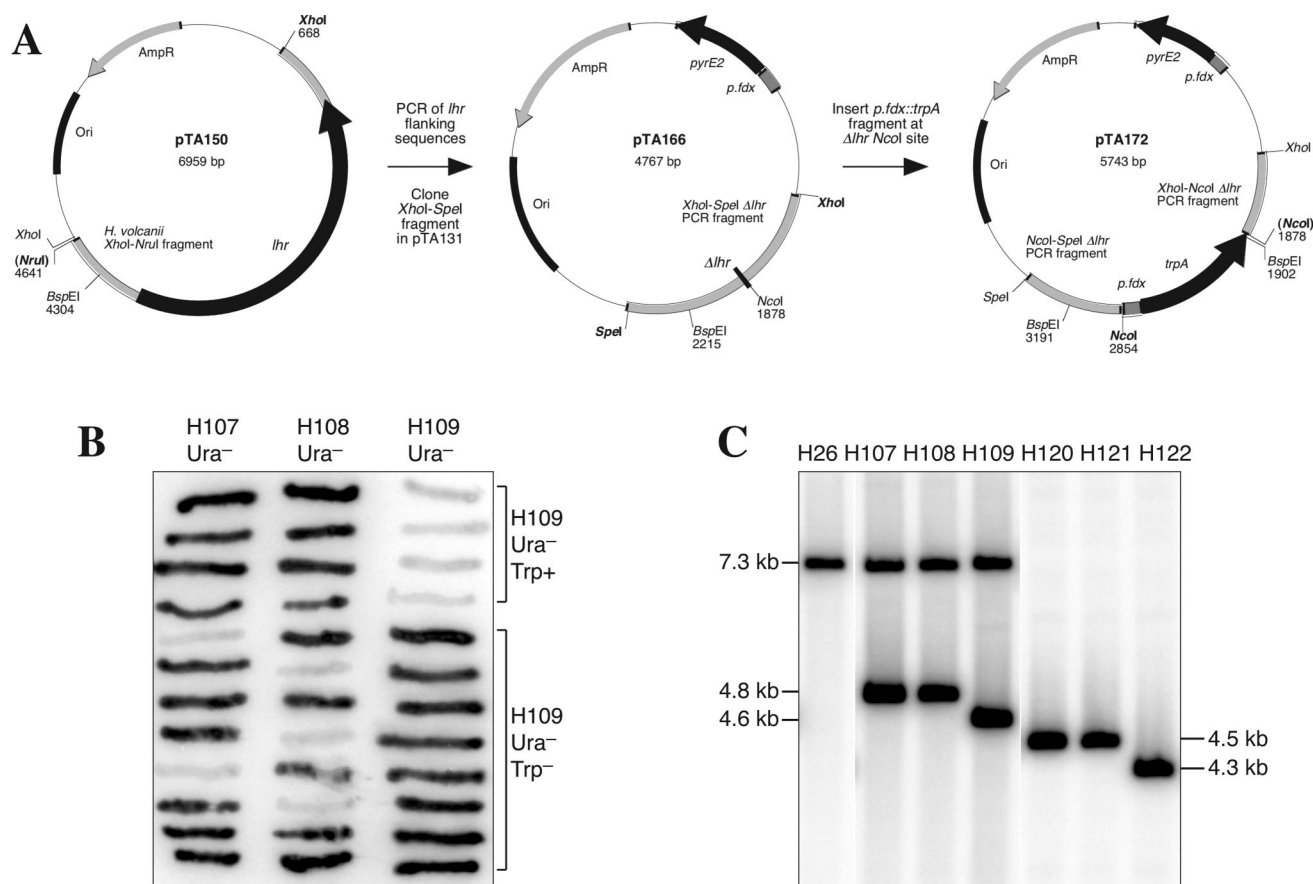 A
XhoI
668
AmpR
Ori
pTA150
6959 bp
H. volcanii
XhoI-NruI fragment
lhr
XhoI
(NruI)
4641
BspEI
4304
PCR of lhr
flanking
sequences
Clone
XhoI-SpeI
fragment
in pTA131
pyrE2
p.fdx
AmpR
Ori
pTA166
4767 bp
XhoI
XhoI-SpeI Δlhr
PCR fragment
Δlhr
NcoI
1878
BspEI
2215
SpeI
Insert p.fdx::trpA
fragment at
Δlhr NcoI site
pyrE2
p.fdx
AmpR
Ori
pTA172
5743 bp
XhoI
XhoI-NcoI Δlhr
PCR fragment
(NcoI)
1878
BspEI
1902
NcoI-SpeI Δlhr
PCR fragment
trpA
p.fdx
SpeI
BspEI
3191
NcoI
2854
B
H107
Ura–
H108
Ura–
H109
Ura–
H109
Ura–
Trp+
H109
Ura–
Trp–
C
H26 H107 H108 H109 H120 H121 H122
7.3 kb
4.8 kb
4.6 kb
4.5 kb
4.3 kb